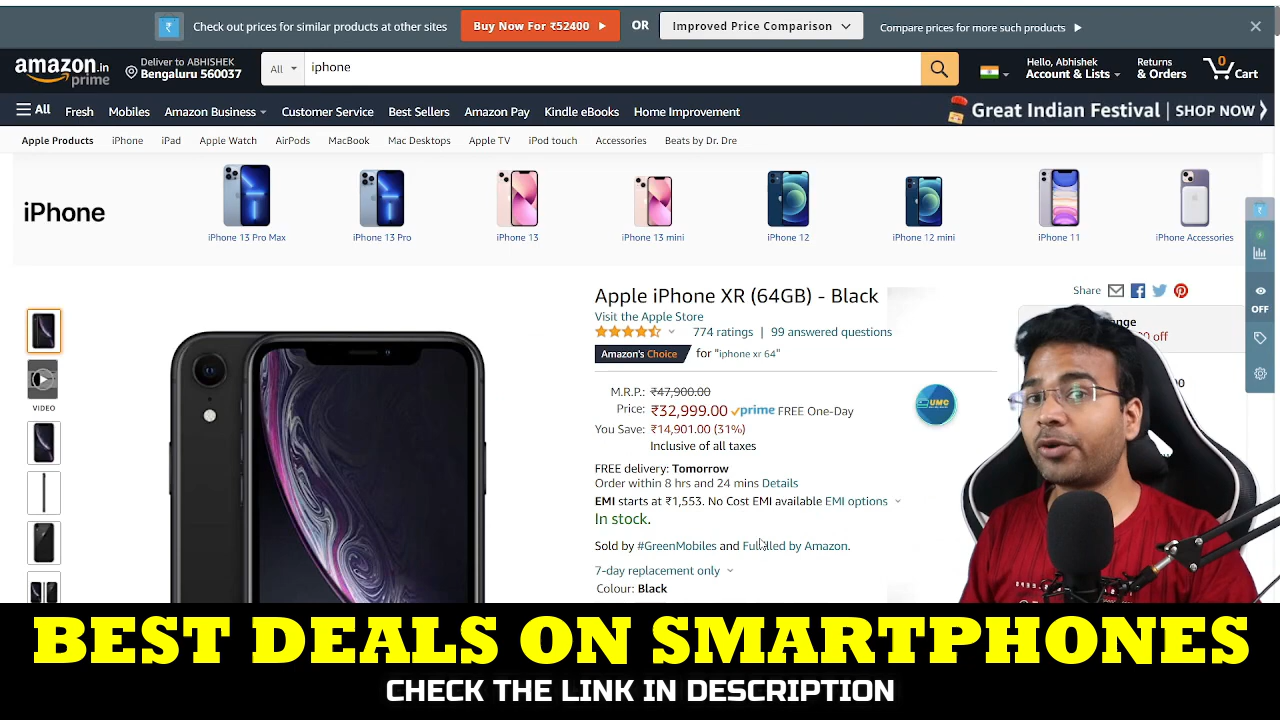 Check out prices for similar products at other sites
Buy Now For ₹52400 ▶
OR
Improved Price Comparison
Compare prices for more such products ▶
amazon.in
prime
Deliver to ABHISHEK
Bengaluru 560037
All
iphone
Hello, Abhishek
Account & Lists
Returns
& Orders
0
Cart
All
Fresh
Mobiles
Amazon Business
Customer Service
Best Sellers
Amazon Pay
Kindle eBooks
Home Improvement
Great Indian Festival | SHOP NOW
Apple Products
iPhone
iPad
Apple Watch
AirPods
MacBook
Mac Desktops
Apple TV
iPod touch
Accessories
Beats by Dr. Dre
iPhone
iPhone 13 Pro Max
iPhone 13 Pro
iPhone 13
iPhone 13 mini
iPhone 12
iPhone 12 mini
iPhone 11
iPhone Accessories
OFF
VIDEO
Apple iPhone XR (64GB) - Black
Visit the Apple Store
774 ratings | 99 answered questions
Amazon's Choice for "iphone xr 64"
M.R.P.: ₹47,900.00
Price: ₹32,999.00 prime FREE One-Day
You Save: ₹14,901.00 (31%)
Inclusive of all taxes
FREE delivery: Tomorrow
Order within 8 hrs and 24 mins Details
EMI starts at ₹1,553. No Cost EMI available EMI options
In stock.
Sold by #GreenMobiles and Fulfilled by Amazon.
7-day replacement only
Colour: Black
Share
UMC
off
BEST DEALS ON SMARTPHONES
CHECK THE LINK IN DESCRIPTION